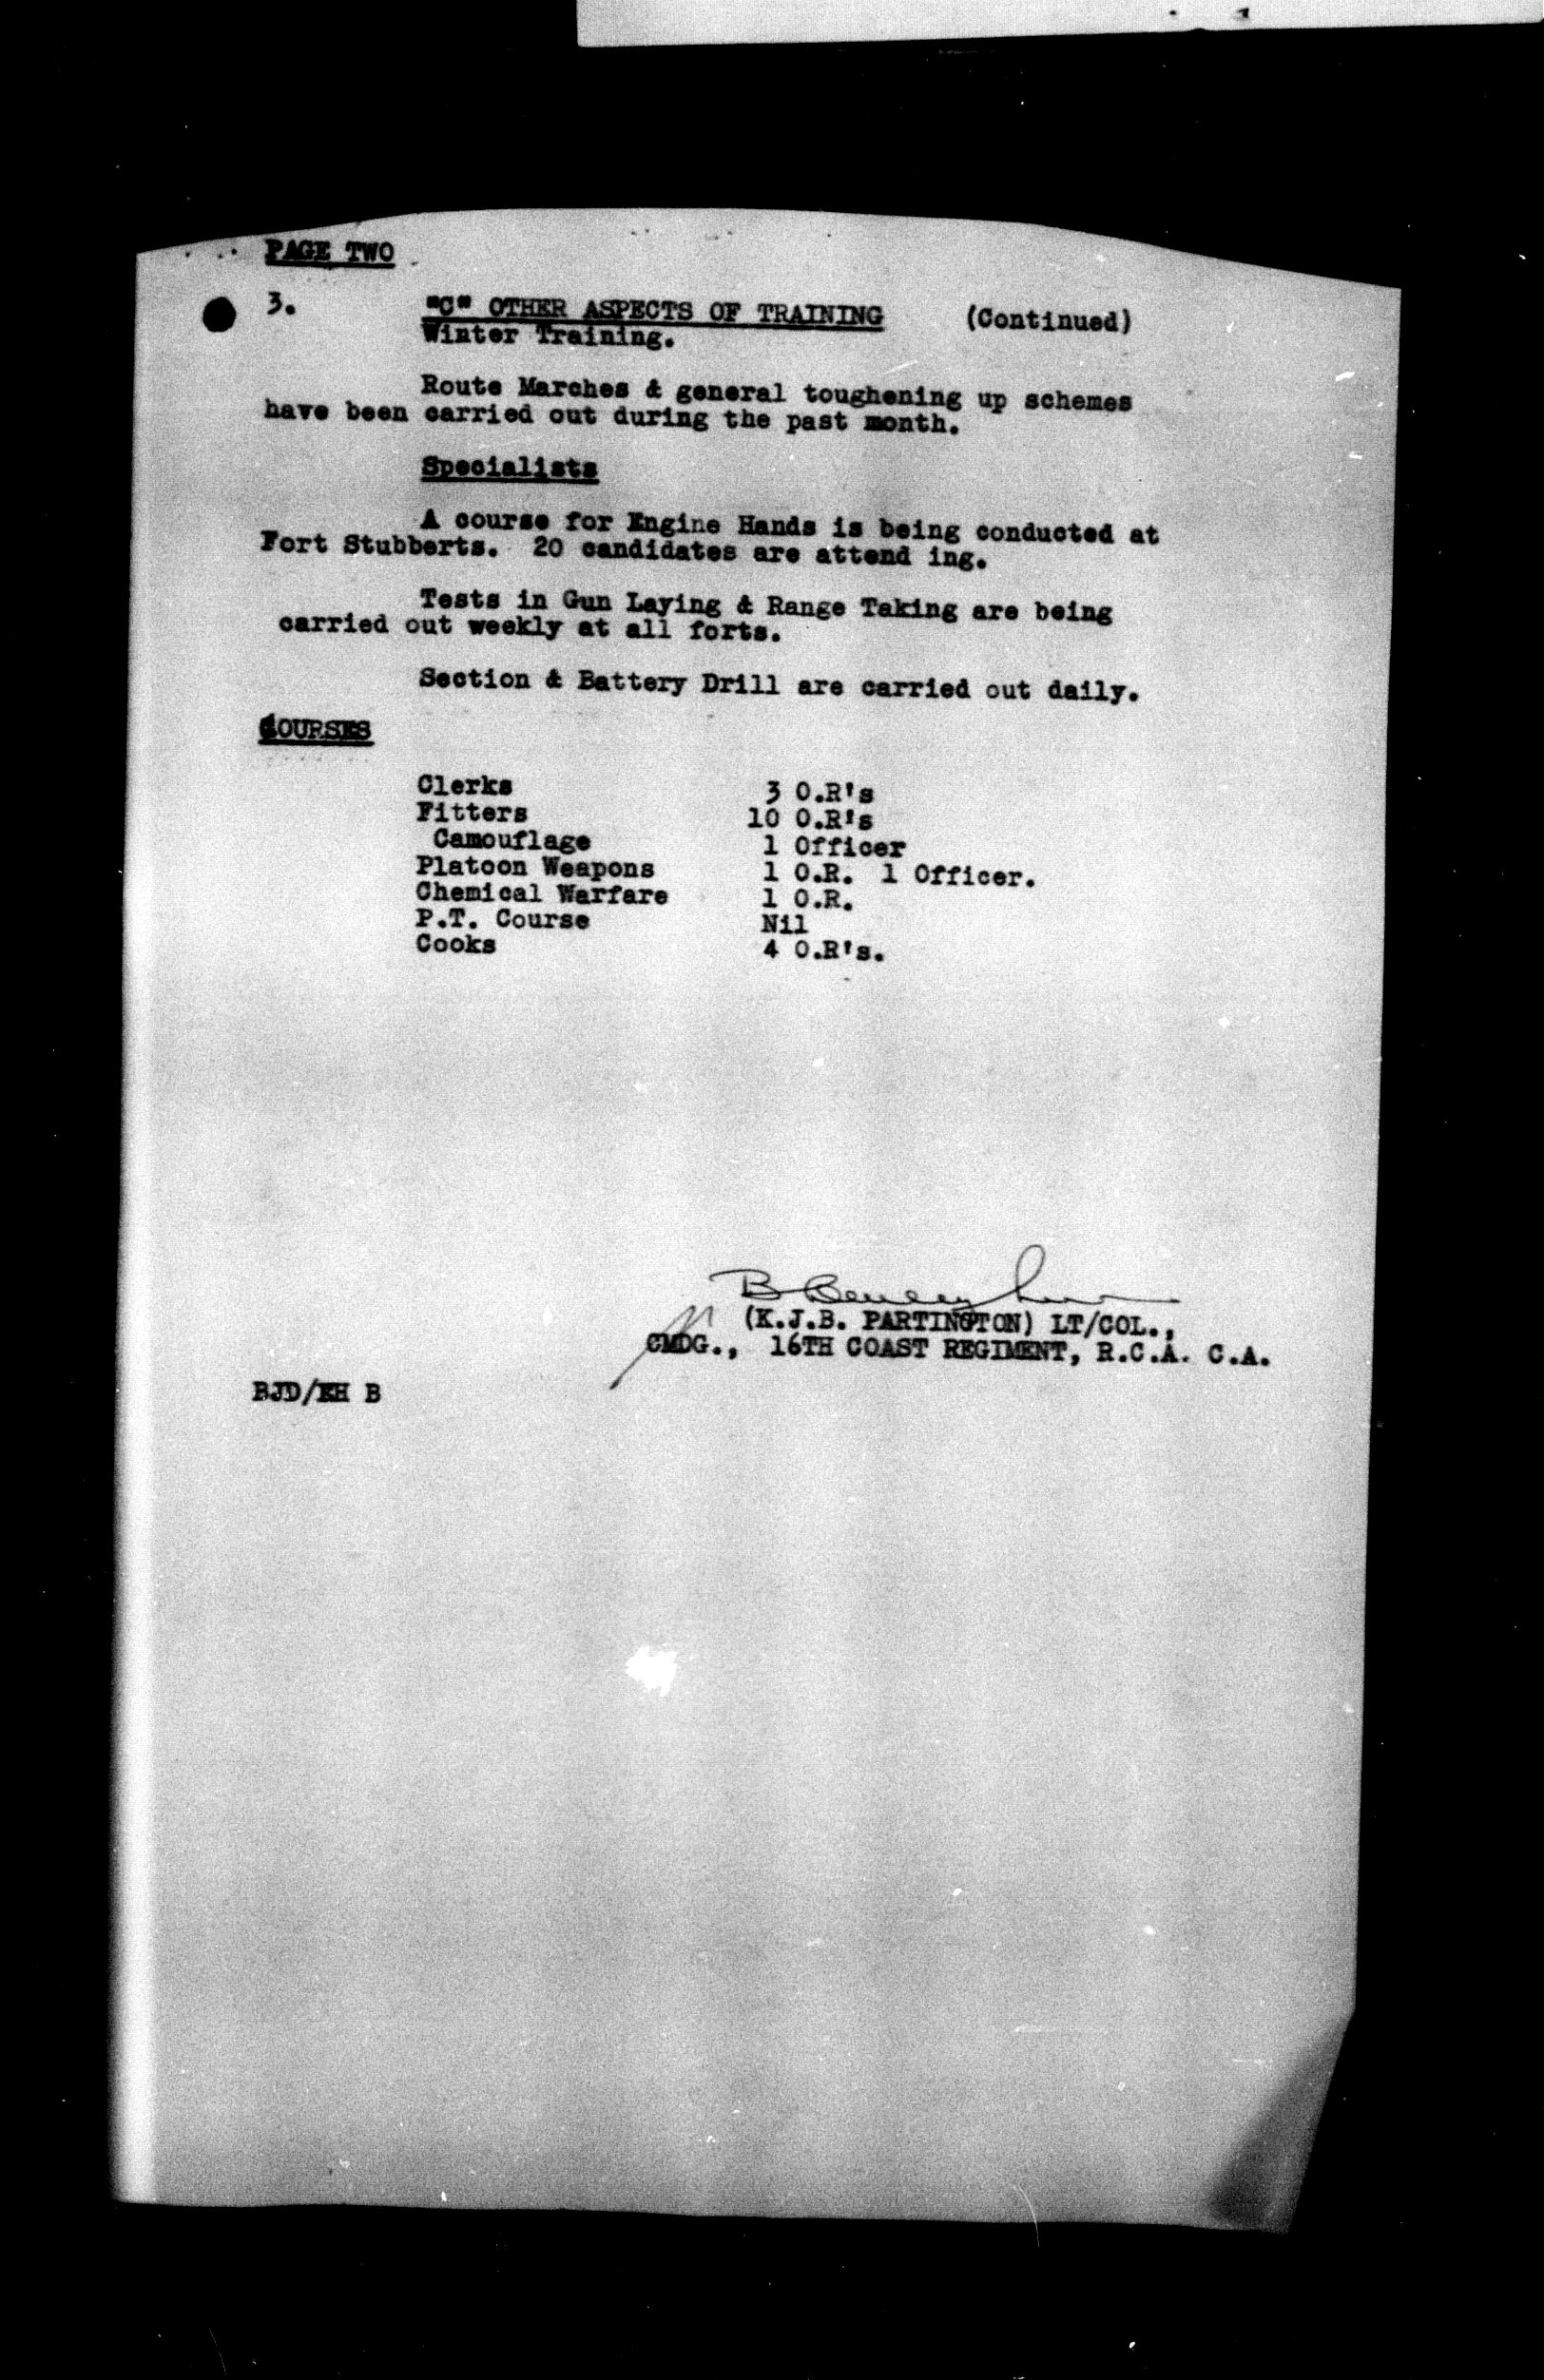 PAGE TWO
3. "C" OTHER ASPECTS OF TRAINING (Continued)
Winter Training.
Route Marches & general toughening up schemes
have been carried out during the past month.
Specialists
A course for Engine Hands is being conducted at
Fort Stubberts. 20 candidates are attend ing.
Tests in Gun Laying & Range Taking are being
carried out weekly at all forts.
Section & Battery Drill are carried out daily.
COURSES
Clerks 3 O.R's
Fitters 10 O.R's
Camouflage 1 Officer
Platoon Weapons 1 O.R. 1 Officer.
Chemical Warfare 1 O.R.
P.T. Course Nil
Cooks 4 O.R's.
(K.J.B. PARTINGTON) LT/COL.,
CMDG., 16TH COAST REGIMENT, R.C.A. C.A.
BJD/EH B